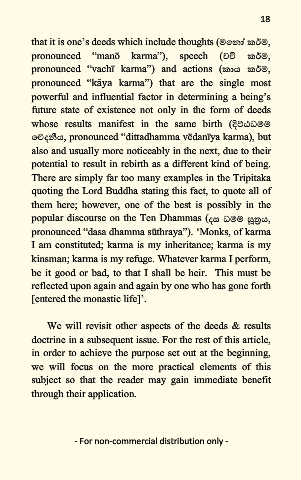 18
that it is one's deeds which include thoughts (මනෝ කර්ම,
pronounced “manō karma”), speech (වචී කර්ම,
pronounced “vachī karma”) and actions (කාය කර්ම,
pronounced “kāya karma”) that are the single most
powerful and influential factor in determining a being’s
future state of existence not only in the form of deeds
whose results manifest in the same birth (දිට්ඨධම්ම
වේදනීය, pronounced “dittadhamma vēdanīya karma), but
also and usually more noticeably in the next, due to their
potential to result in rebirth as a different kind of being.
There are simply far too many examples in the Tripitaka
quoting the Lord Buddha stating this fact, to quote all of
them here; however, one of the best is possibly in the
popular discourse on the Ten Dhammas (දස ධම්ම සූත්‍රය,
pronounced “dasa dhamma sūthraya”). ‘Monks, of karma
I am constituted; karma is my inheritance; karma is my
kinsman; karma is my refuge. Whatever karma I perform,
be it good or bad, to that I shall be heir. This must be
reflected upon again and again by one who has gone forth
[entered the monastic life]’.
We will revisit other aspects of the deeds & results
doctrine in a subsequent issue. For the rest of this article,
in order to achieve the purpose set out at the beginning,
we will focus on the more practical elements of this
subject so that the reader may gain immediate benefit
through their application.
- For non-commercial distribution only -